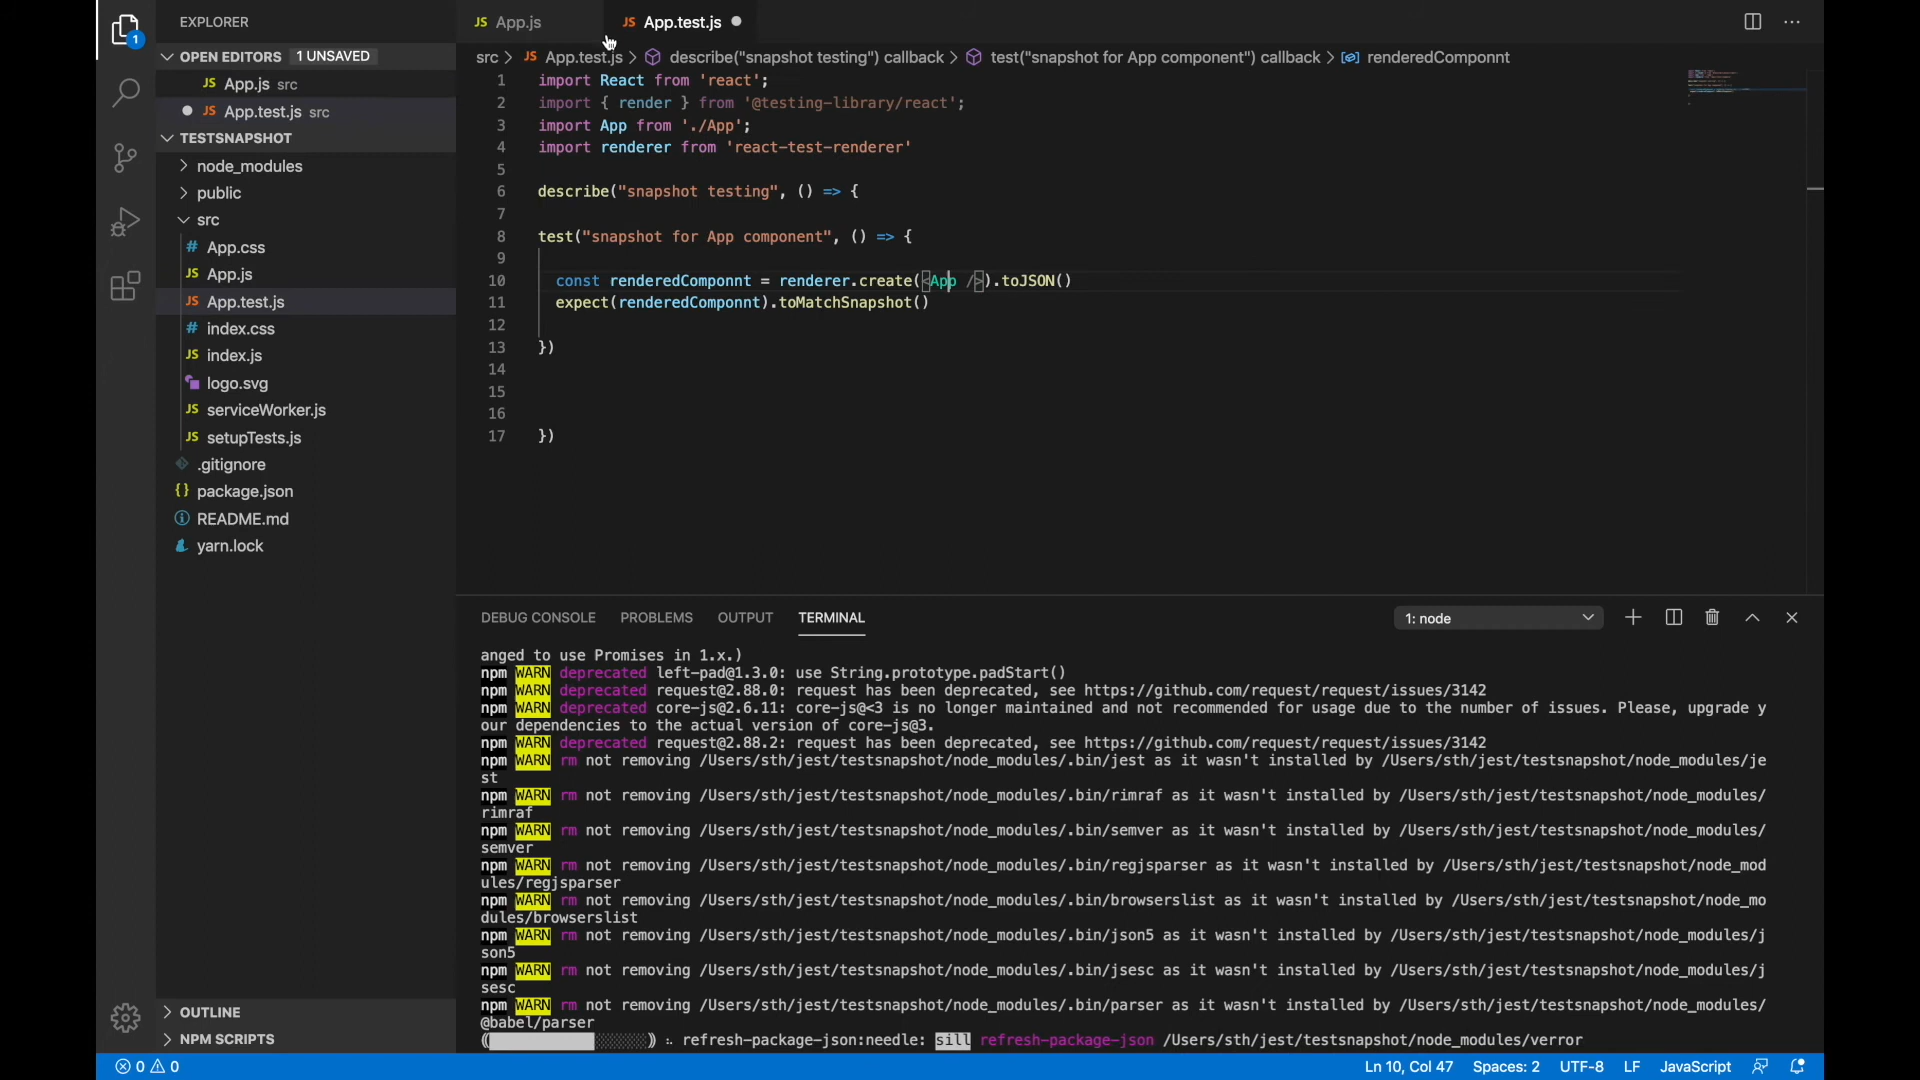 EXPLORER
JS App.js
JS App.test.js
1
OPEN EDITORS 1 UNSAVED
JS App.js src
JS App.test.js src
TESTSNAPSHOT
node_modules
public
src
# App.css
JS App.js
JS App.test.js
# index.css
JS index.js
logo.svg
JS serviceWorker.js
JS setupTests.js
.gitignore
{} package.json
README.md
yarn.lock
OUTLINE
NPM SCRIPTS
src > JS App.test.js > describe("snapshot testing") callback > test("snapshot for App component") callback > renderedComponnt
1 import React from 'react';
2 import { render } from '@testing-library/react';
3 import App from './App';
4 import renderer from 'react-test-renderer'
5
6 describe("snapshot testing", () => {
7
8 test("snapshot for App component", () => {
9
10 const renderedComponnt = renderer.create(<App />).toJSON()
11 expect(renderedComponnt).toMatchSnapshot()
12
13 })
14
15
16
17 })
DEBUG CONSOLE PROBLEMS OUTPUT TERMINAL 1: node
anged to use Promises in 1.x.)
npm WARN deprecated left-pad@1.3.0: use String.prototype.padStart()
npm WARN deprecated request@2.88.0: request has been deprecated, see https://github.com/request/request/issues/3142
npm WARN deprecated core-js@2.6.11: core-js@<3 is no longer maintained and not recommended for usage due to the number of issues. Please, upgrade y
our dependencies to the actual version of core-js@3.
npm WARN deprecated request@2.88.2: request has been deprecated, see https://github.com/request/request/issues/3142
npm WARN rm not removing /Users/sth/jest/testsnapshot/node_modules/.bin/jest as it wasn't installed by /Users/sth/jest/testsnapshot/node_modules/je
st
npm WARN rm not removing /Users/sth/jest/testsnapshot/node_modules/.bin/rimraf as it wasn't installed by /Users/sth/jest/testsnapshot/node_modules/
rimraf
npm WARN rm not removing /Users/sth/jest/testsnapshot/node_modules/.bin/semver as it wasn't installed by /Users/sth/jest/testsnapshot/node_modules/
semver
npm WARN rm not removing /Users/sth/jest/testsnapshot/node_modules/.bin/regjsparser as it wasn't installed by /Users/sth/jest/testsnapshot/node_mod
ules/regjsparser
npm WARN rm not removing /Users/sth/jest/testsnapshot/node_modules/.bin/browserslist as it wasn't installed by /Users/sth/jest/testsnapshot/node_mo
dules/browserslist
npm WARN rm not removing /Users/sth/jest/testsnapshot/node_modules/.bin/json5 as it wasn't installed by /Users/sth/jest/testsnapshot/node_modules/j
son5
npm WARN rm not removing /Users/sth/jest/testsnapshot/node_modules/.bin/jsesc as it wasn't installed by /Users/sth/jest/testsnapshot/node_modules/j
sesc
npm WARN rm not removing /Users/sth/jest/testsnapshot/node_modules/.bin/parser as it wasn't installed by /Users/sth/jest/testsnapshot/node_modules/
@babel/parser
refresh-package-json:needle: sill refresh-package-json /Users/sth/jest/testsnapshot/node_modules/verror
0 0 Ln 10, Col 47 Spaces: 2 UTF-8 LF JavaScript